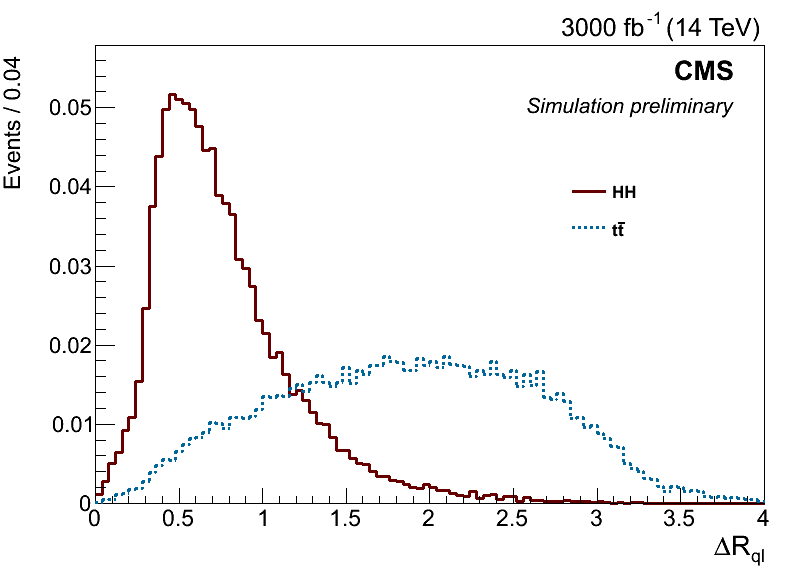 3000 fb⁻¹ (14 TeV)
CMS
Simulation preliminary
Events / 0.04
HH
tt̄
0.05
0.04
0.03
0.02
0.01
0
0 0.5 1 1.5 2 2.5 3 3.5 4
ΔR_ql